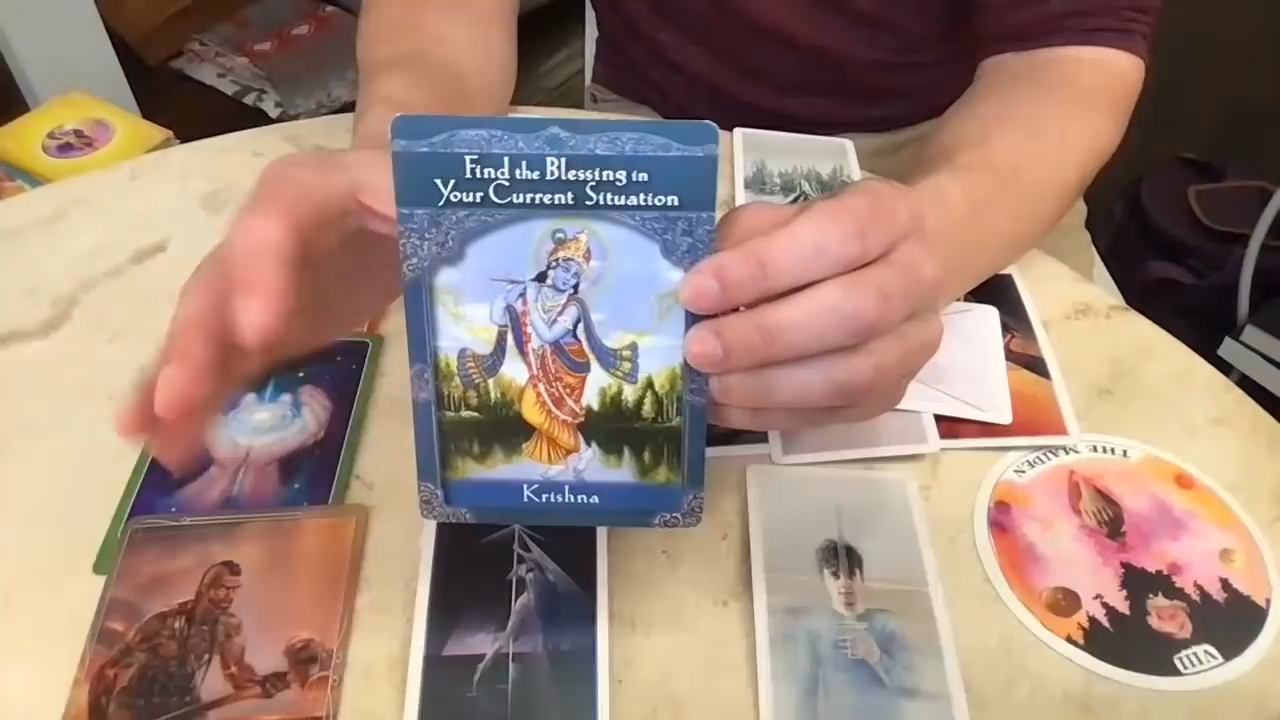 Find the Blessing in
Your Current Situation
Krishna
THE MAIDEN
VIII